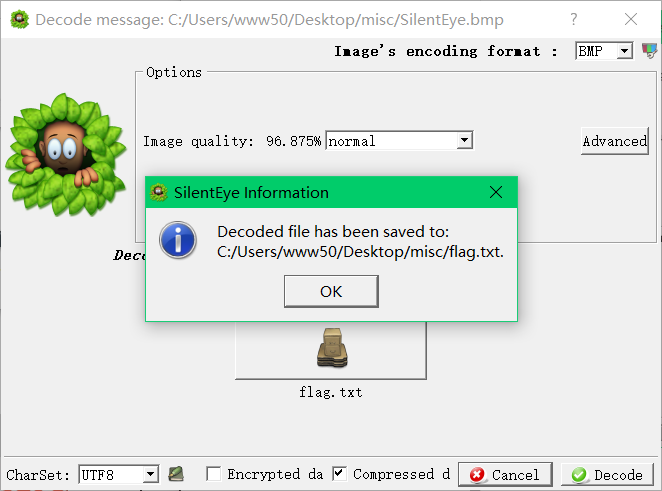 Decode message: C:/Users/www50/Desktop/misc/SilentEye.bmp
Image's encoding format : BMP
Options
Image quality: 96.875% normal Advanced
SilentEye Information
Decoded file has been saved to:
C:/Users/www50/Desktop/misc/flag.txt.
OK
flag.txt
CharSet: UTF8 Encrypted da Compressed d Cancel Decode